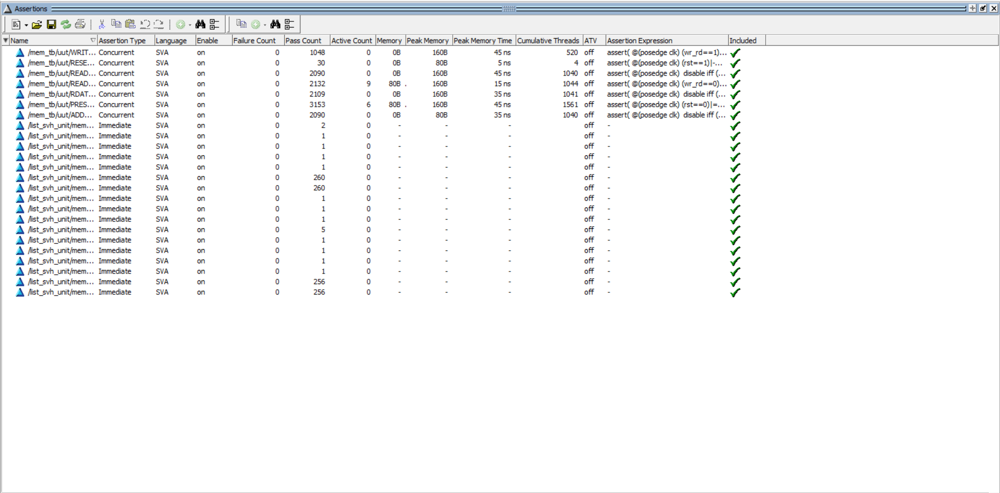 Assertions
Name Assertion Type Language Enable Failure Count Pass Count Active Count Memory Peak Memory Peak Memory Time Cumulative Threads ATV Assertion Expression Included
/mem_tb/uut/WRIT... Concurrent SVA on 0 1048 0 0B 160B 45 ns 520 off assert( @(posedge clk) (wr_rd==1)...
/mem_tb/uut/RESE... Concurrent SVA on 0 30 0 0B 80B 5 ns 4 off assert( @(posedge clk) (rst==1)|-...
/mem_tb/uut/READ... Concurrent SVA on 0 2090 0 0B 160B 45 ns 1040 off assert( @(posedge clk) disable iff (...
/mem_tb/uut/READ... Concurrent SVA on 0 2132 9 80B . 160B 15 ns 1044 off assert( @(posedge clk) (wr_rd==0)...
/mem_tb/uut/RDAT... Concurrent SVA on 0 2109 0 0B 160B 35 ns 1041 off assert( @(posedge clk) disable iff (...
/mem_tb/uut/PRES... Concurrent SVA on 0 3153 6 80B . 160B 45 ns 1561 off assert( @(posedge clk) (rst==0)|=...
/mem_tb/uut/ADD... Concurrent SVA on 0 2090 0 0B 80B 35 ns 1040 off assert( @(posedge clk) disable iff (...
/list_svh_unit/mem... Immediate SVA on 0 2 0 - - - off -
/list_svh_unit/mem... Immediate SVA on 0 1 0 - - - off -
/list_svh_unit/mem... Immediate SVA on 0 1 0 - - - off -
/list_svh_unit/mem... Immediate SVA on 0 1 0 - - - off -
/list_svh_unit/mem... Immediate SVA on 0 1 0 - - - off -
/list_svh_unit/mem... Immediate SVA on 0 260 0 - - - off -
/list_svh_unit/mem... Immediate SVA on 0 260 0 - - - off -
/list_svh_unit/mem... Immediate SVA on 0 1 0 - - - off -
/list_svh_unit/mem... Immediate SVA on 0 1 0 - - - off -
/list_svh_unit/mem... Immediate SVA on 0 1 0 - - - off -
/list_svh_unit/mem... Immediate SVA on 0 5 0 - - - off -
/list_svh_unit/mem... Immediate SVA on 0 1 0 - - - off -
/list_svh_unit/mem... Immediate SVA on 0 1 0 - - - off -
/list_svh_unit/mem... Immediate SVA on 0 1 0 - - - off -
/list_svh_unit/mem... Immediate SVA on 0 1 0 - - - off -
/list_svh_unit/mem... Immediate SVA on 0 256 0 - - - off -
/list_svh_unit/mem... Immediate SVA on 0 256 0 - - - off -